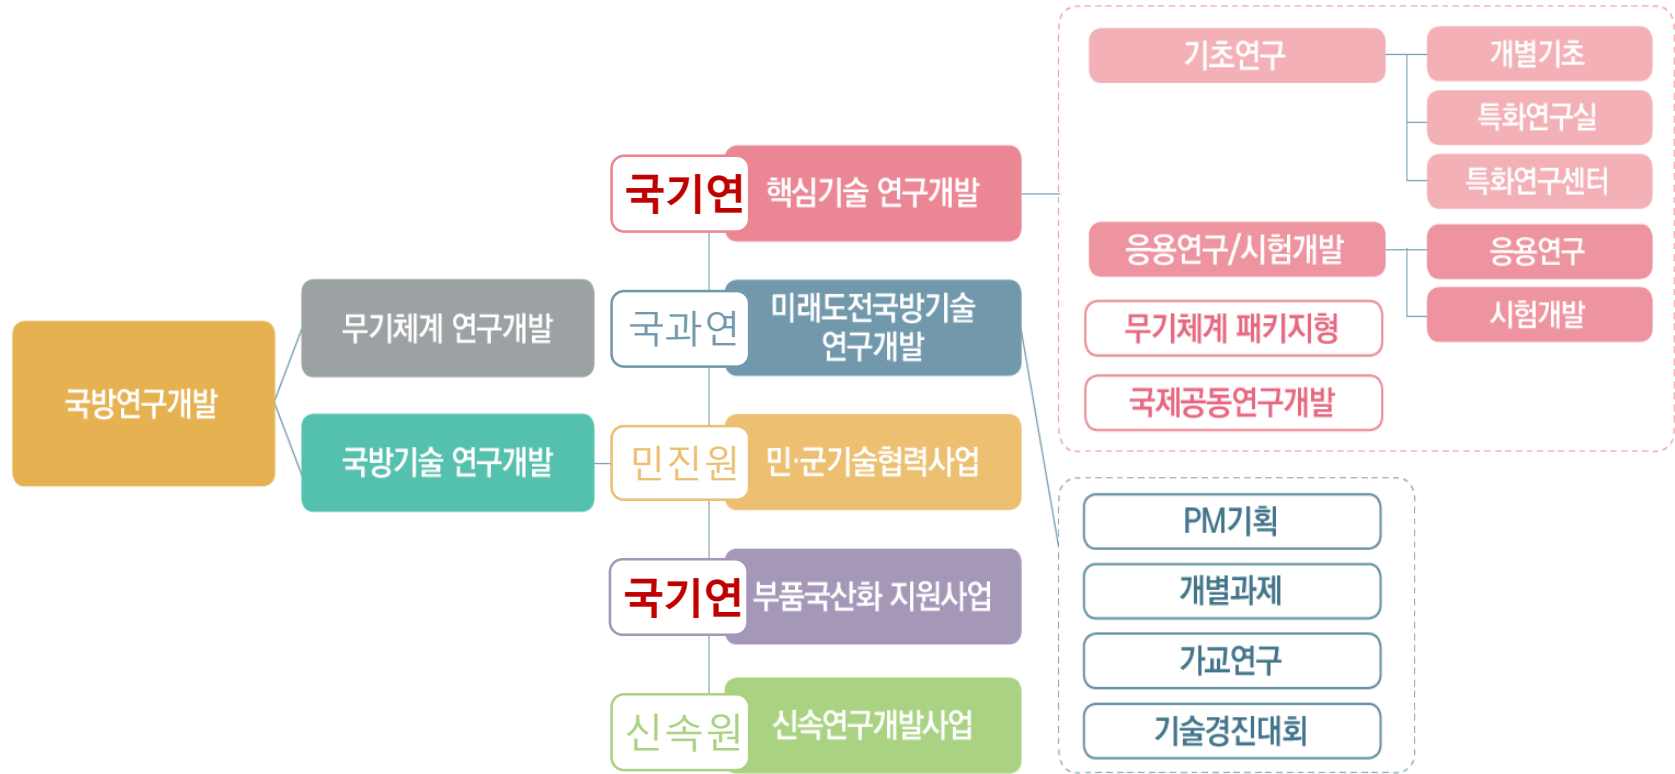 국방연구개발
무기체계 연구개발
국방기술 연구개발
국기연
핵심기술 연구개발
국과연
미래도전국방기술
연구개발
민진원
민·군기술협력사업
국기연
부품국산화 지원사업
신속원
신속연구개발사업
기초연구
개별기초
특화연구실
특화연구센터
응용연구/시험개발
응용연구
시험개발
무기체계 패키지형
국제공동연구개발
PM기획
개별과제
가교연구
기술경진대회